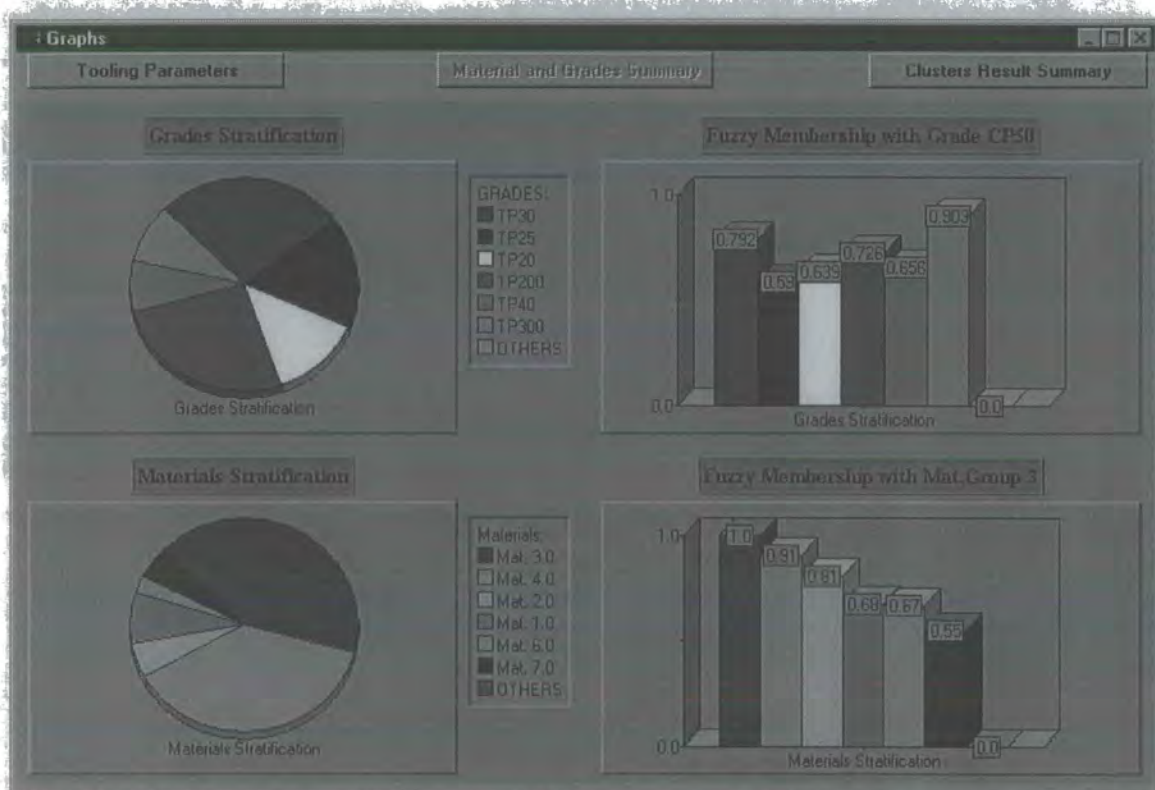 Graphs
Tooling Parameters
Material and Grades Summary
Clusters Result Summary
Grades Stratification
GRADES:
TP30
TP25
TP20
TP200
TP40
TP300
OTHERS
Grades Stratification
Fuzzy Membership with Grade CP50
1.0
0.792
0.59
0.639
0.726
0.656
0.903
0.0
0.0
Grades Stratification
Materials Stratification
Materials:
Mat. 3.0
Mat. 4.0
Mat. 2.0
Mat. 1.0
Mat. 6.0
Mat. 7.0
OTHERS
Materials Stratification
Fuzzy Membership with Mat.Group 3
1.0
1.0
0.91
0.81
0.68
0.67
0.55
0.0
0.0
Materials Stratification